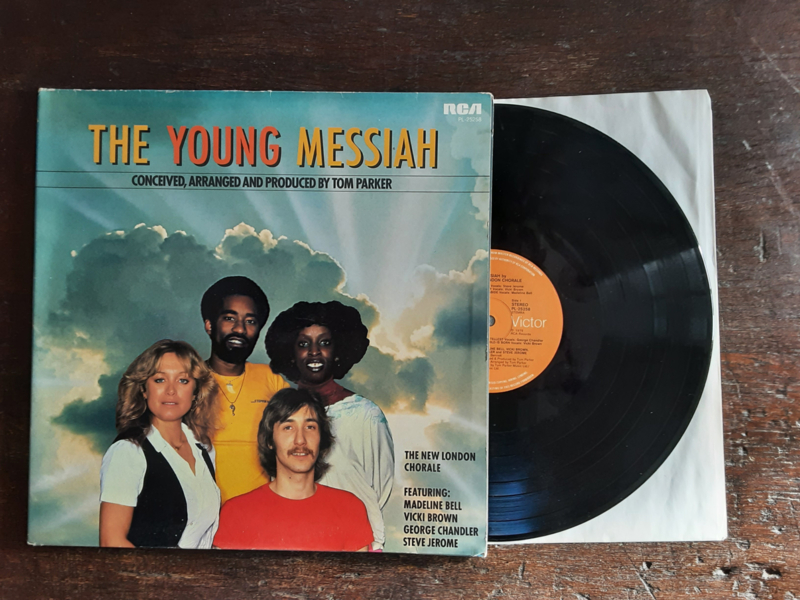 RCA
THE YOUNG MESSIAH
CONCEIVED, ARRANGED AND PRODUCED BY TOM PARKER
THE NEW LONDON
CHORALE
FEATURING:
MADELINE BELL
VICKI BROWN
GEORGE CHANDLER
STEVE JEROME
STEREO
Victor